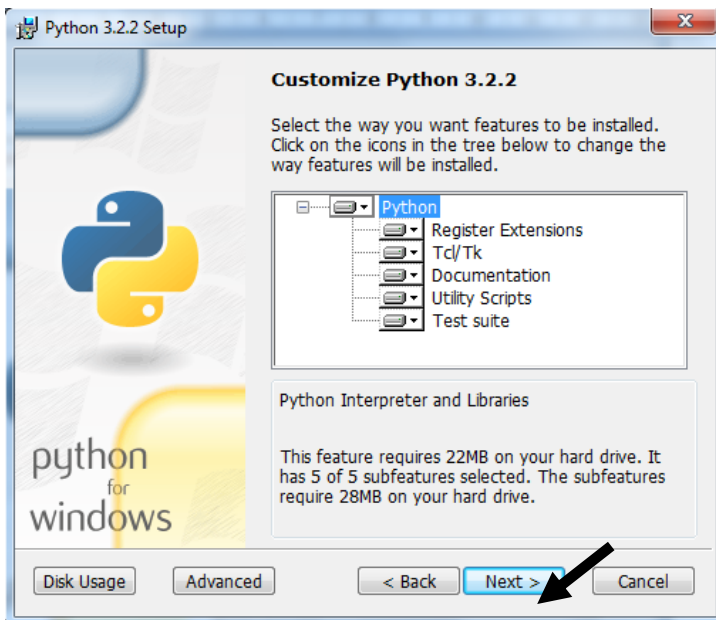 Python 3.2.2 Setup
Customize Python 3.2.2
Select the way you want features to be installed.
Click on the icons in the tree below to change the
way features will be installed.
Python
Register Extensions
Tcl/Tk
Documentation
Utility Scripts
Test suite
Python Interpreter and Libraries
This feature requires 22MB on your hard drive. It
has 5 of 5 subfeatures selected. The subfeatures
require 28MB on your hard drive.
python
for
windows
Disk Usage
Advanced
< Back
Next >
Cancel